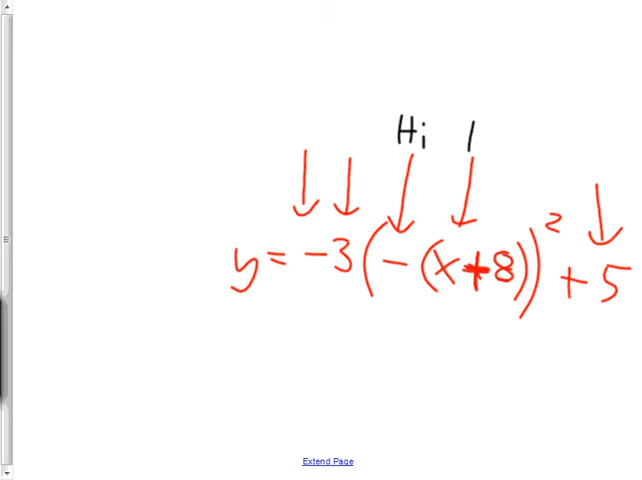 Hi I
y = -3(-(x+8))² + 5
Extend Page